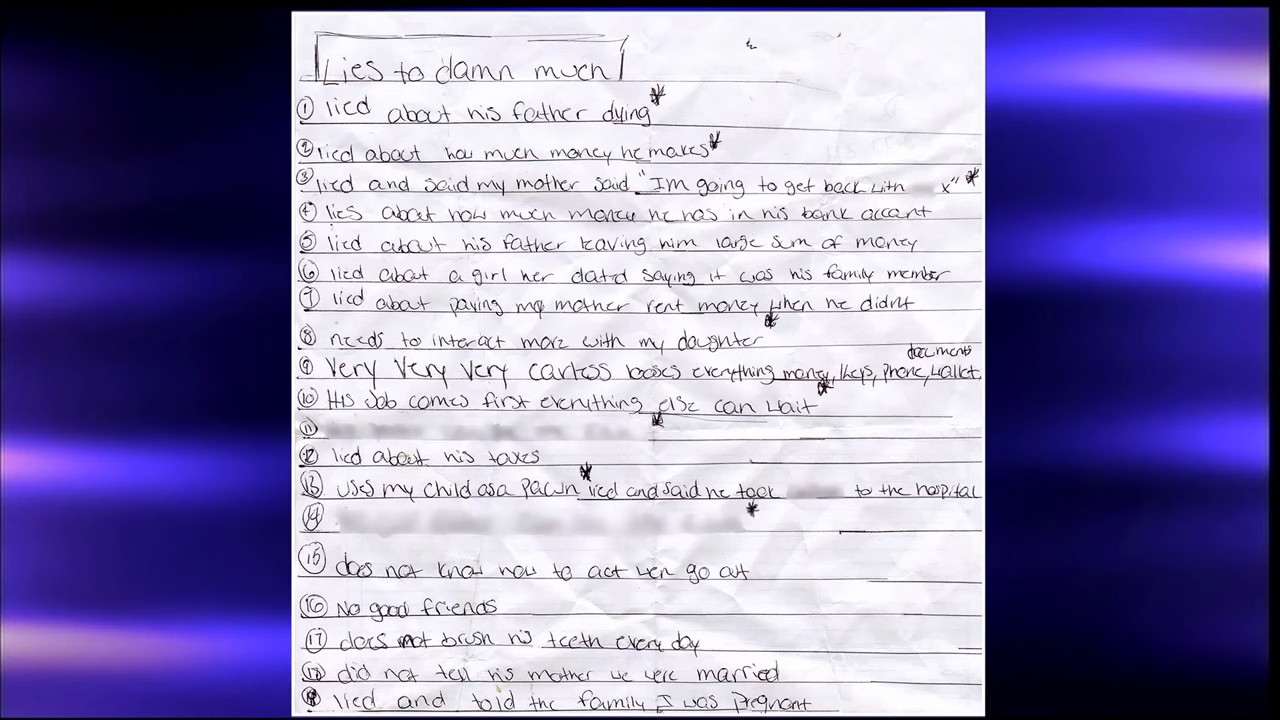 Lies to damn much
① lied about his father dying*
② lied about how much money he makes*
③ lied and said my mother said "Im going to get back with x" *
④ lies about how much money he has in his bank accant
⑤ lied about his father leaving him large sum of money
⑥ lied about a girl her dated saying it was his family member
⑦ lied about paying my mother rent money when he didnt
⑧ needs to interact more with my daughter *
documents
⑨ Very Very Very carless looses everything money, Keys, phone, wallet,
⑩ His Job comes first everything else can wait *
⑪ *
⑫ lied about his taxes
⑬ uses my child as a pawn * lied and said he took to the hospital
⑭ *
⑮ does not know how to act wen go out
⑯ No good friends
⑰ does not brush his teeth every day
⑱ did not tell his mother we were married
⑲ lied and told the family I was pregnant